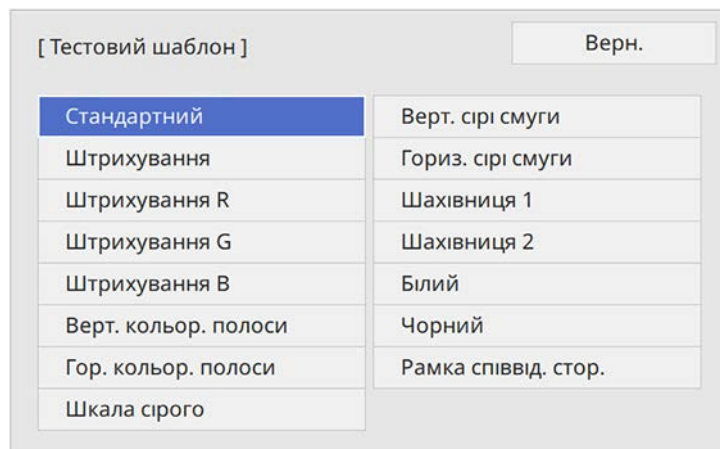 [ Тестовий шаблон ]
Верн.
Стандартний
Штрихування
Штрихування R
Штрихування G
Штрихування B
Верт. кольор. полоси
Гор. кольор. полоси
Шкала сірого
Верт. сірі смуги
Гориз. сірі смуги
Шахівниця 1
Шахівниця 2
Білий
Чорний
Рамка співвід. стор.